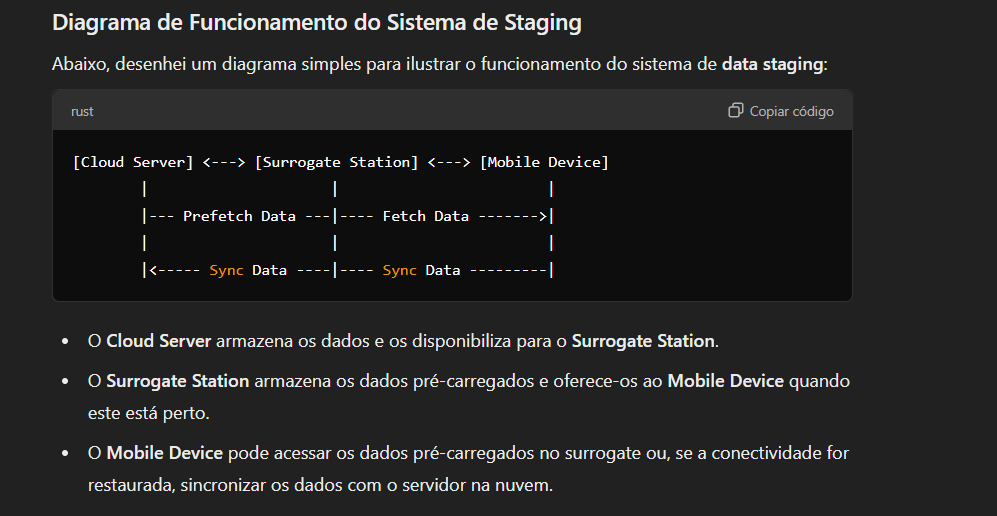 Diagrama de Funcionamento do Sistema de Staging
Abaixo, desenhei um diagrama simples para ilustrar o funcionamento do sistema de data staging:
rust
Copiar código
[Cloud Server] <---> [Surrogate Station] <---> [Mobile Device]
        |                       |                          |
        |--- Prefetch Data ---|---- Fetch Data ------->|
        |                       |                          |
        |<----- Sync Data ----|---- Sync Data ---------|
• O Cloud Server armazena os dados e os disponibiliza para o Surrogate Station.
• O Surrogate Station armazena os dados pré-carregados e oferece-os ao Mobile Device quando
este está perto.
• O Mobile Device pode acessar os dados pré-carregados no surrogate ou, se a conectividade for
restaurada, sincronizar os dados com o servidor na nuvem.